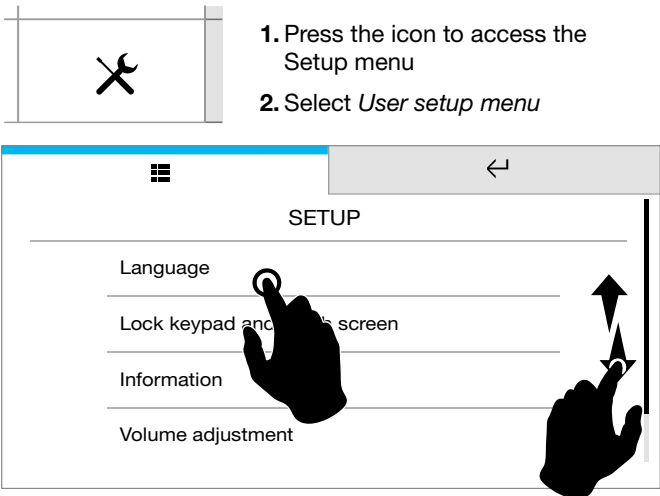 1. Press the icon to access the
Setup menu
2. Select User setup menu
SETUP
Language
Lock keypad and screen
Information
Volume adjustment